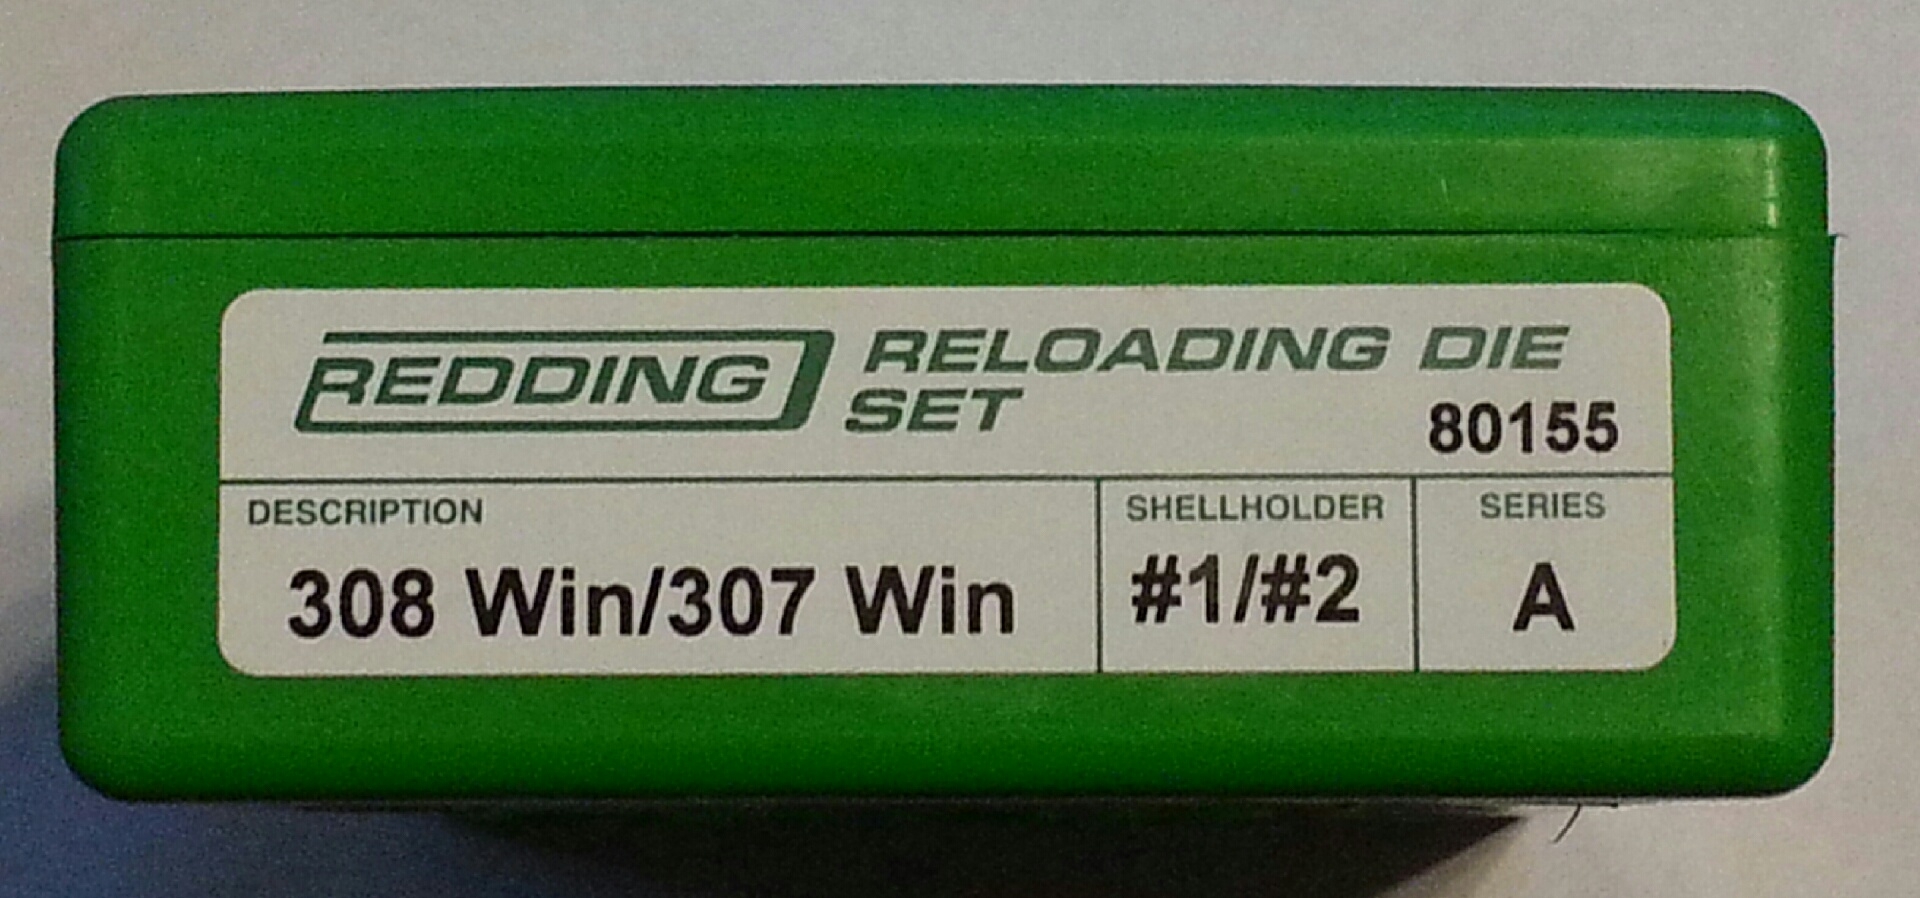 REDDING RELOADING DIE
SET
80155
DESCRIPTION SHELLHOLDER SERIES
308 Win/307 Win #1/#2 A